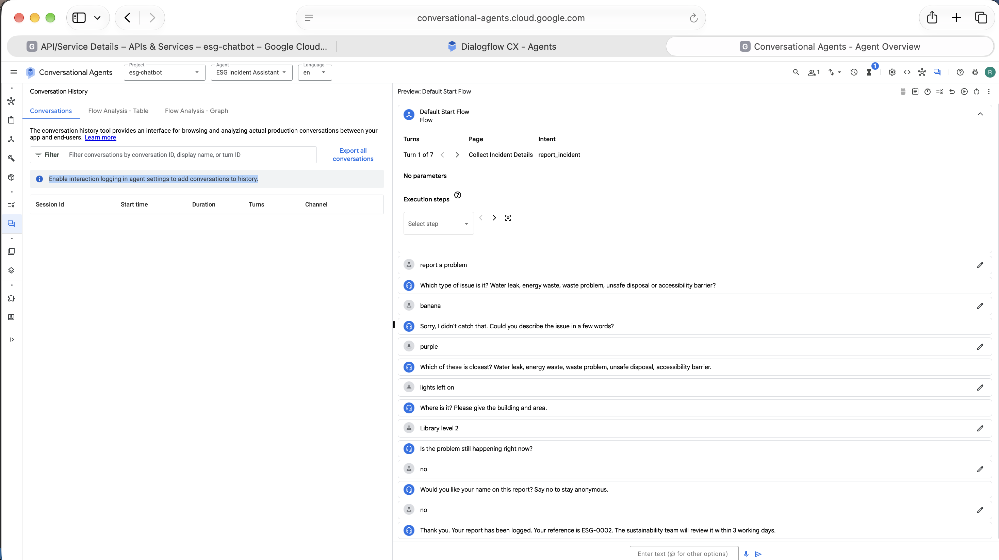 conversational-agents.cloud.google.com
G API/Service Details – APIs & Services – esg-chatbot – Google Cloud...
Dialogflow CX - Agents
G Conversational Agents - Agent Overview
Conversational Agents
Project
esg-chatbot
Agent
ESG Incident Assistant
Language
en
1
1
R
Conversation History
Conversations
Flow Analysis - Table
Flow Analysis - Graph
The conversation history tool provides an interface for browsing and analyzing actual production conversations between your
app and end-users. Learn more
Filter
Filter conversations by conversation ID, display name, or turn ID
Export all
conversations
Enable interaction logging in agent settings to add conversations to history.
Session Id
Start time
Duration
Turns
Channel
Preview: Default Start Flow
Default Start Flow
Flow
Turns
Page
Intent
Turn 1 of 7
Collect Incident Details
report_incident
No parameters
Execution steps
Select step
report a problem
Which type of issue is it? Water leak, energy waste, waste problem, unsafe disposal or accessibility barrier?
banana
Sorry, I didn't catch that. Could you describe the issue in a few words?
purple
Which of these is closest? Water leak, energy waste, waste problem, unsafe disposal, accessibility barrier.
lights left on
Where is it? Please give the building and area.
Library level 2
Is the problem still happening right now?
no
Would you like your name on this report? Say no to stay anonymous.
no
Thank you. Your report has been logged. Your reference is ESG-0002. The sustainability team will review it within 3 working days.
Enter text (@ for other options)